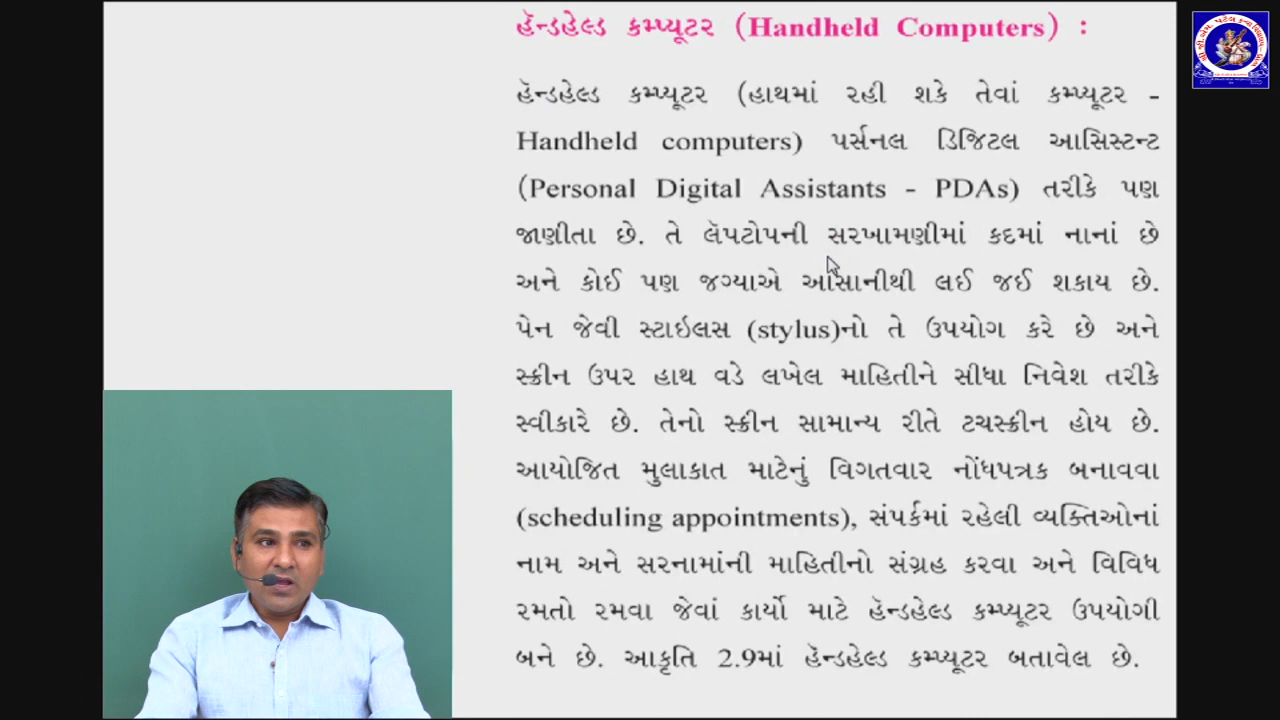 હૅન્ડહેલ્ડ કમ્પ્યૂટર (Handheld Computers) :
હૅન્ડહેલ્ડ કમ્પ્યૂટર (હાથમાં રહી શકે તેવાં કમ્પ્યૂટર -
Handheld computers) પર્સનલ ડિજિટલ આસિસ્ટન્ટ
(Personal Digital Assistants - PDAs) તરીકે પણ
જાણીતા છે. તે લૅપટોપની સરખામણીમાં કદમાં નાનાં છે
અને કોઈ પણ જગ્યાએ આસાનીથી લઈ જઈ શકાય છે.
પેન જેવી સ્ટાઇલસ (stylus)નો તે ઉપયોગ કરે છે અને
સ્ક્રીન ઉપર હાથ વડે લખેલ માહિતીને સીધા નિવેશ તરીકે
સ્વીકારે છે. તેનો સ્ક્રીન સામાન્ય રીતે ટચસ્ક્રીન હોય છે.
આયોજિત મુલાકાત માટેનું વિગતવાર નોંધપત્રક બનાવવા
(scheduling appointments), સંપર્કમાં રહેલી વ્યક્તિઓનાં
નામ અને સરનામાંની માહિતીનો સંગ્રહ કરવા અને વિવિધ
રમતો રમવા જેવાં કાર્યો માટે હૅન્ડહેલ્ડ કમ્પ્યૂટર ઉપયોગી
બને છે. આકૃતિ 2.9માં હૅન્ડહેલ્ડ કમ્પ્યૂટર બતાવેલ છે.